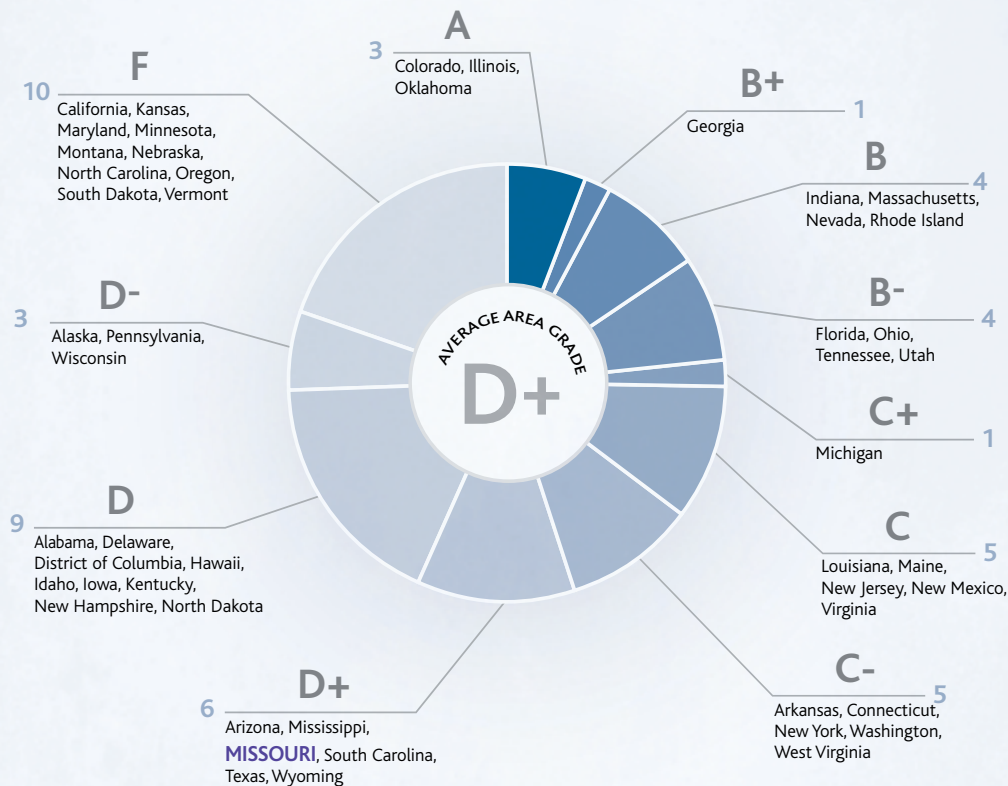 A
3
Colorado, Illinois,
Oklahoma
B+
1
Georgia
B
4
Indiana, Massachusetts,
Nevada, Rhode Island
B-
4
Florida, Ohio,
Tennessee, Utah
C+
1
Michigan
C
5
Louisiana, Maine,
New Jersey, New Mexico,
Virginia
C-
5
Arkansas, Connecticut,
New York, Washington,
West Virginia
D+
6
Arizona, Mississippi,
MISSOURI, South Carolina,
Texas, Wyoming
D
9
Alabama, Delaware,
District of Columbia, Hawaii,
Idaho, Iowa, Kentucky,
New Hampshire, North Dakota
D-
3
Alaska, Pennsylvania,
Wisconsin
F
10
California, Kansas,
Maryland, Minnesota,
Montana, Nebraska,
North Carolina, Oregon,
South Dakota, Vermont
AVERAGE AREA GRADE
D+